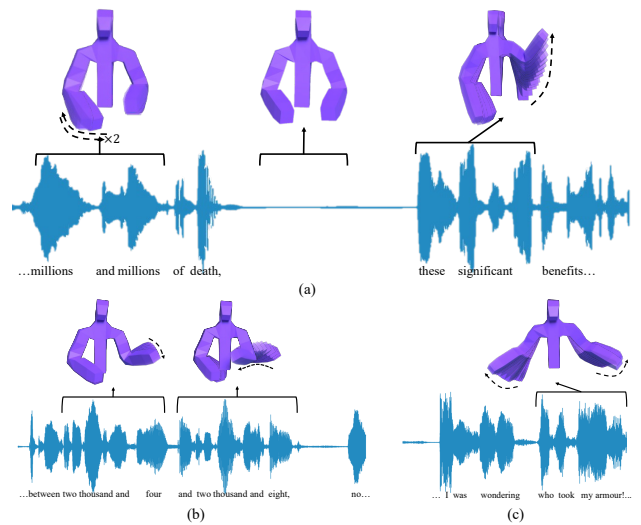 ×2
…millions and millions of death, these significant benefits…
(a)
…between two thousand and four and two thousand and eight, no…
… I was wondering who took my armour!...
(b) (c)